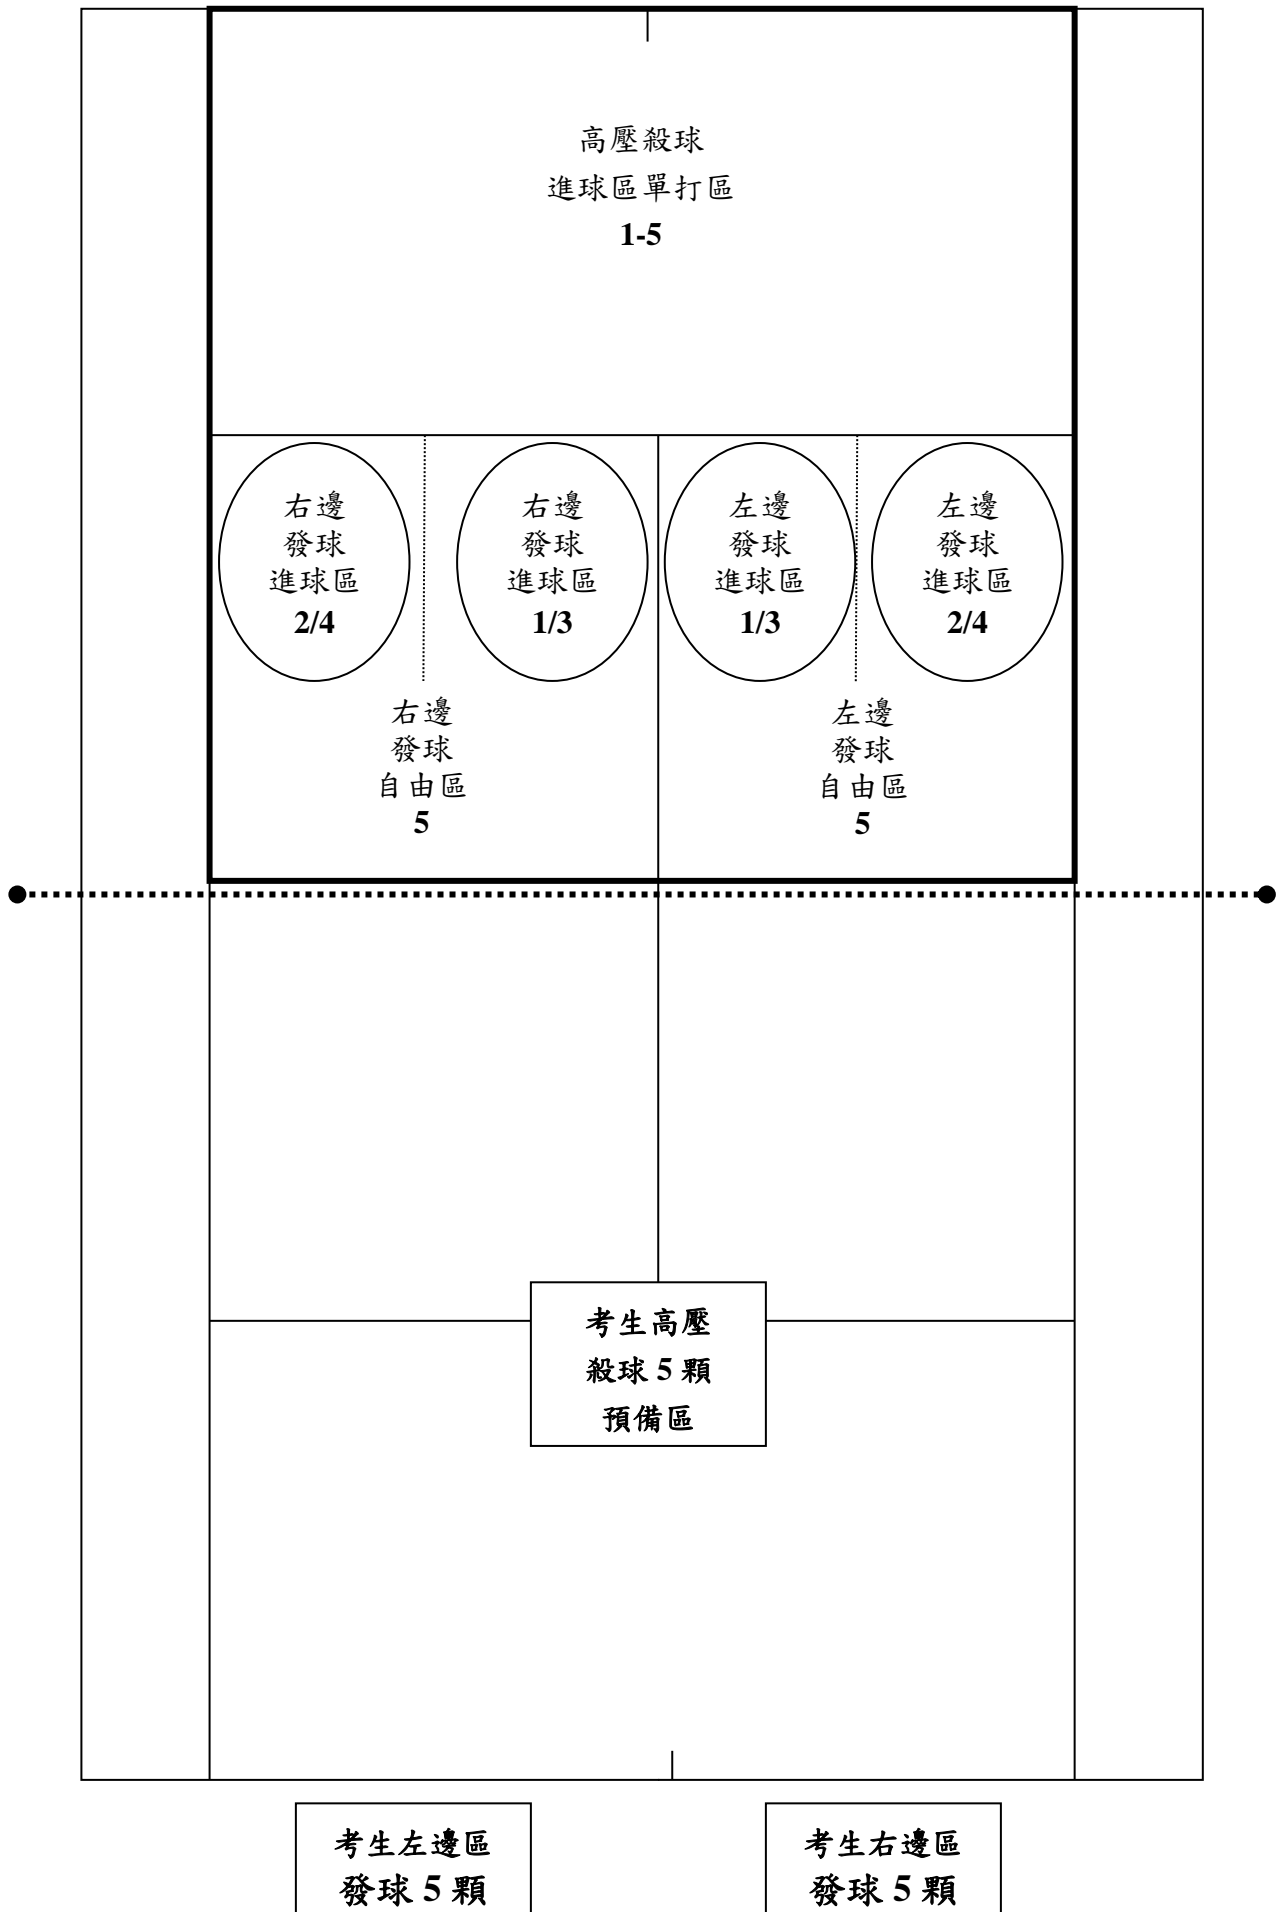 高壓殺球
進球區單打區
1-5
右邊
發球
進球區
2/4
右邊
發球
進球區
1/3
左邊
發球
進球區
1/3
左邊
發球
進球區
2/4
右邊
發球
自由區
5
左邊
發球
自由區
5
考生高壓
殺球 5 顆
預備區
考生左邊區
發球 5 顆
考生右邊區
發球 5 顆